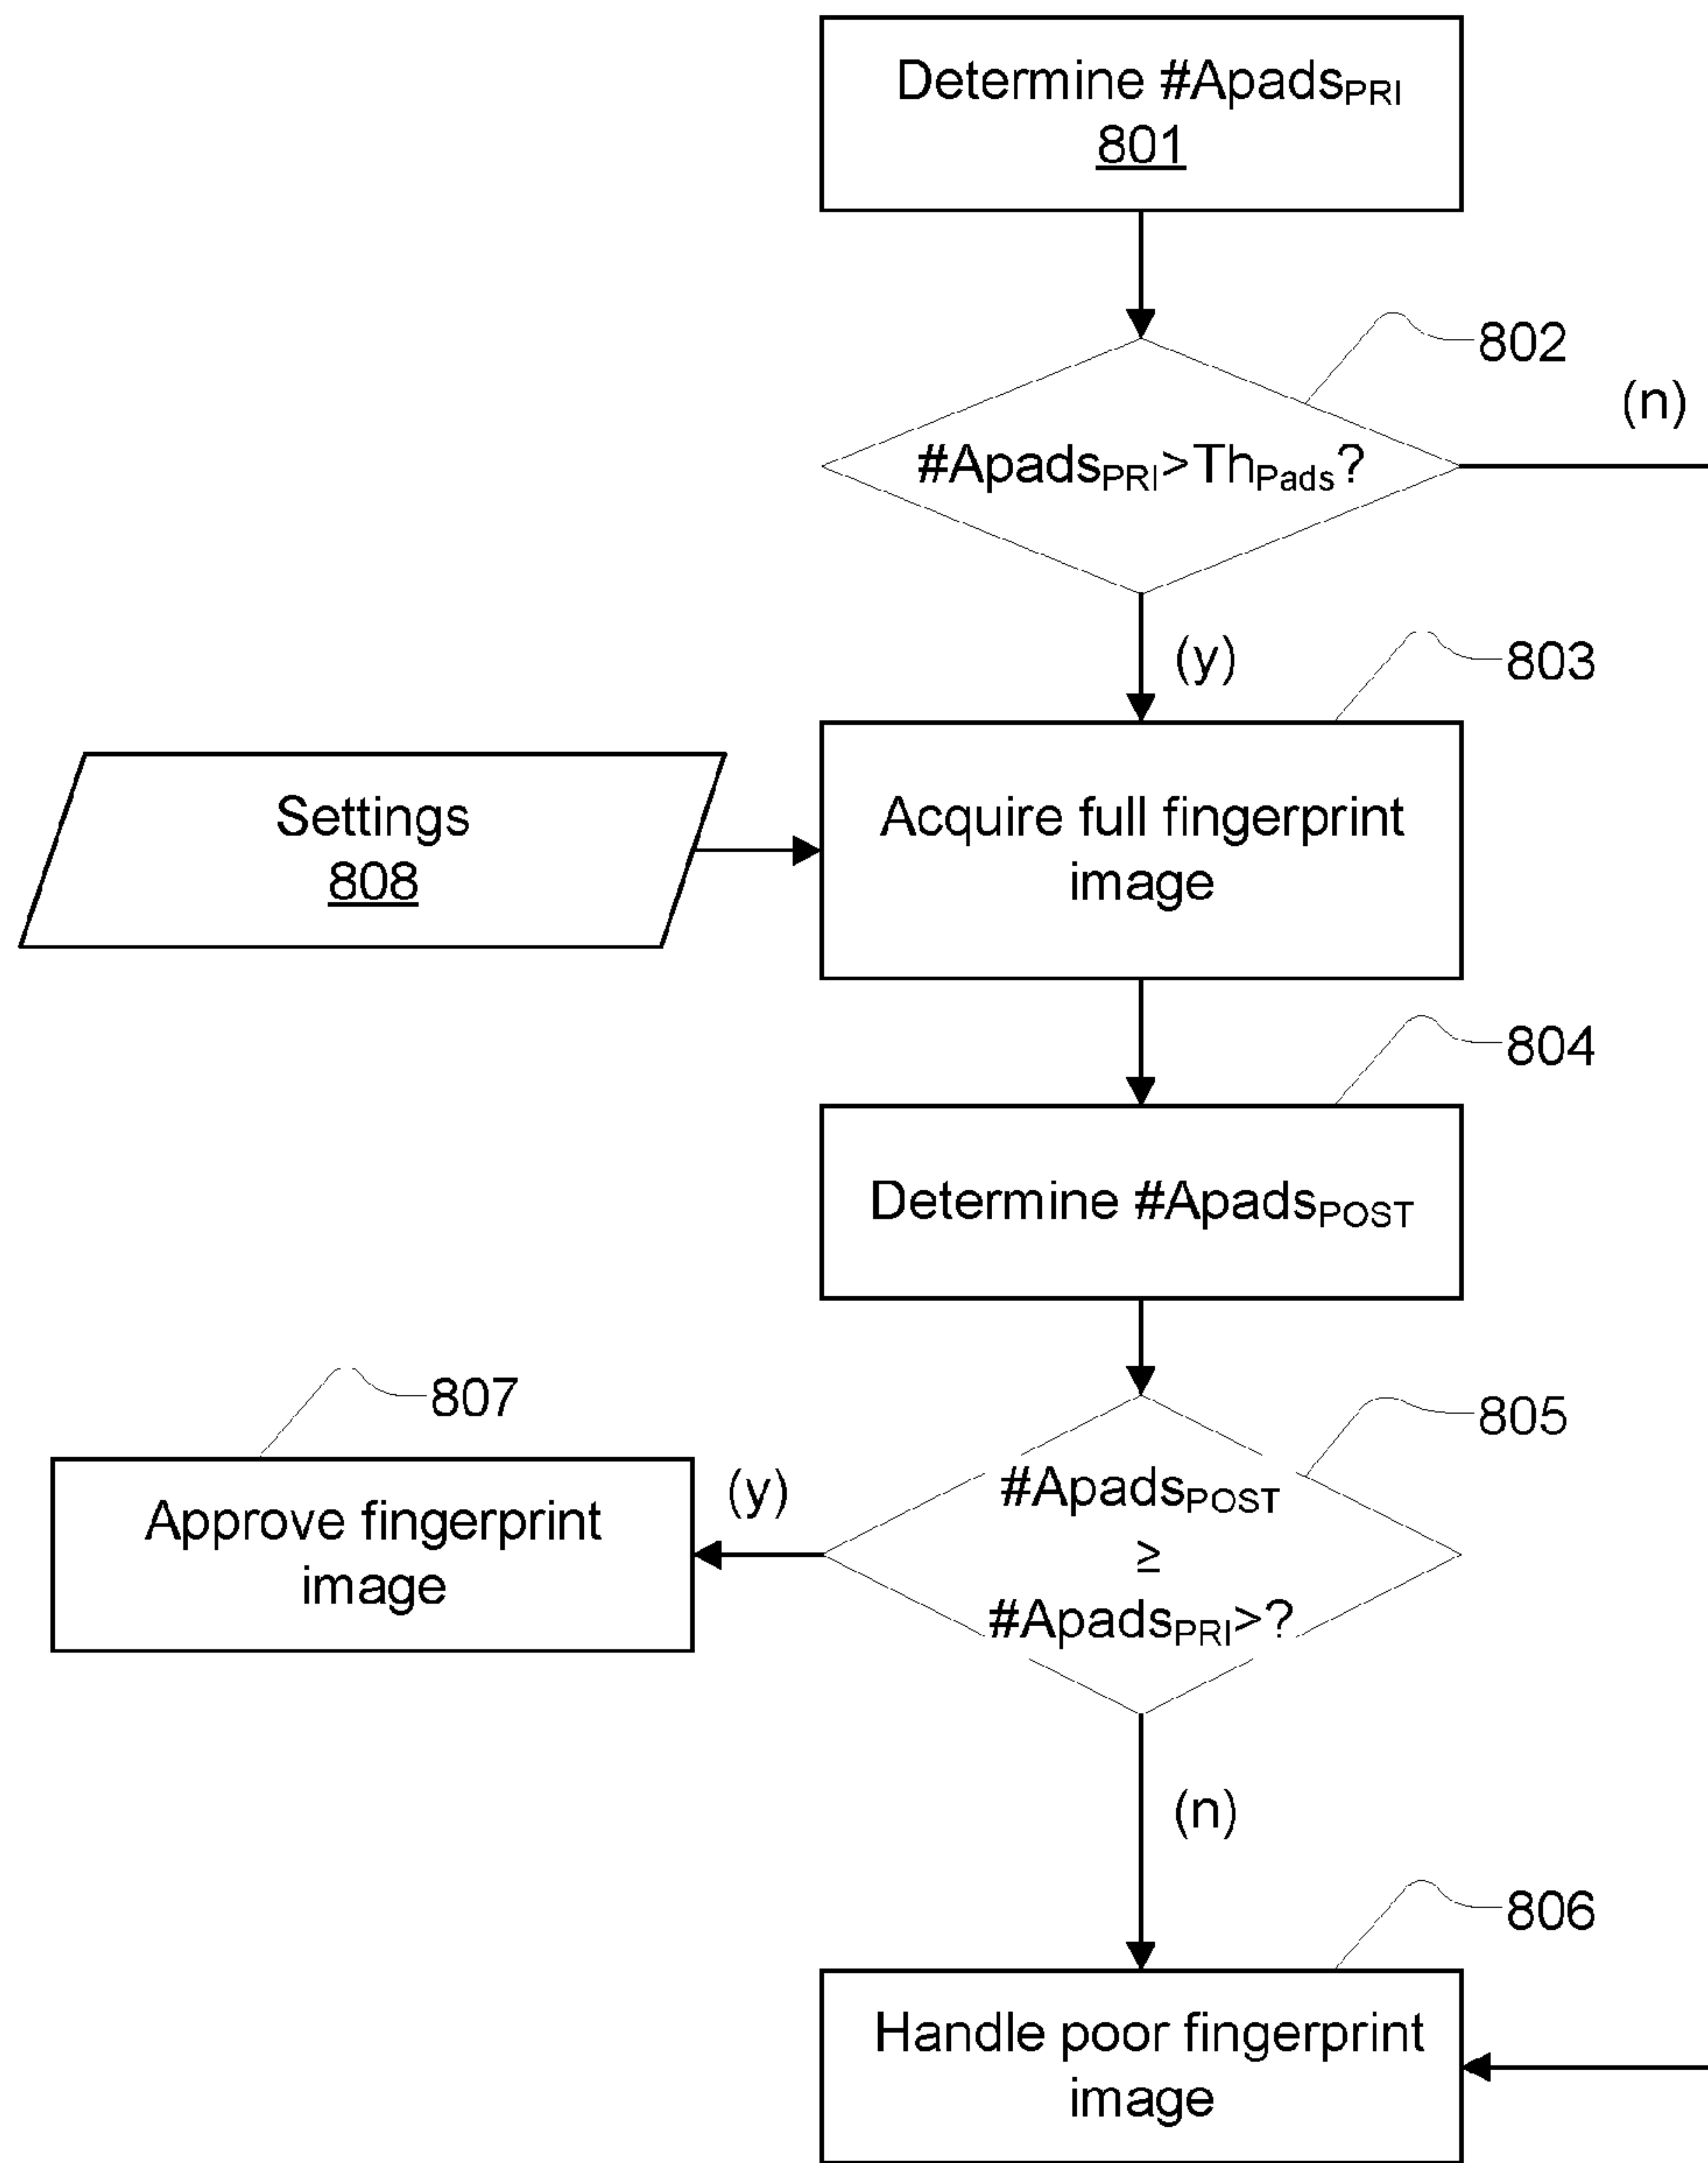 Determine #ApadsPRI
801
802
(n)
#ApadsPRI>ThPads?
(y)
803
Settings
808
Acquire full fingerprint
image
804
Determine #ApadsPOST
807
805
(y)
#ApadsPOST
≥
#ApadsPRI>?
Approve fingerprint
image
(n)
806
Handle poor fingerprint
image